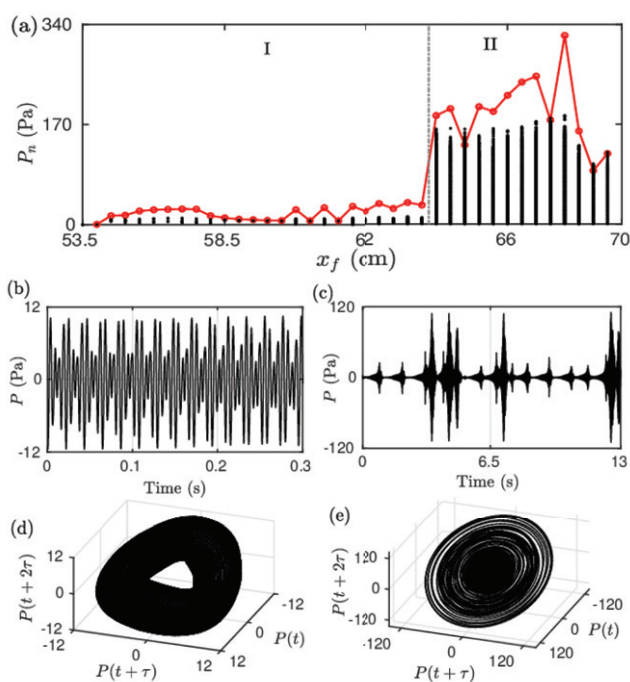 (a)
340
170
0
P_n (Pa)
I
II
53.5 58.5 62 66 70
x_f (cm)
(b)
12
0
-12
P (Pa)
0 0.1 0.2 0.3
Time (s)
(c)
120
0
-120
P (Pa)
0 6.5 13
Time (s)
(d)
12
0
-12
P(t + 2τ)
-12 0 12
P(t + τ)
12 0 -12
P(t)
(e)
120
0
-120
P(t + 2τ)
-120 0 120
P(t + τ)
120 0 -120
P(t)